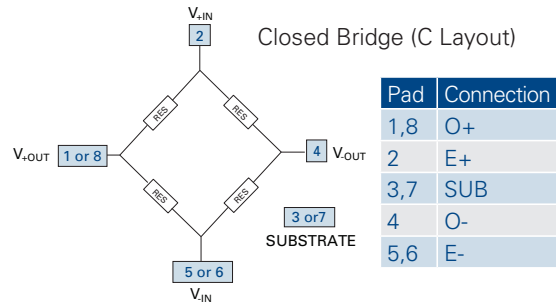 V+IN
2
Closed Bridge (C Layout)
RES
RES
V+OUT
1 or 8
4
V-OUT
RES
RES
3 or7
SUBSTRATE
5 or 6
V-IN
Pad Connection
1,8 O+
2 E+
3,7 SUB
4 O-
5,6 E-